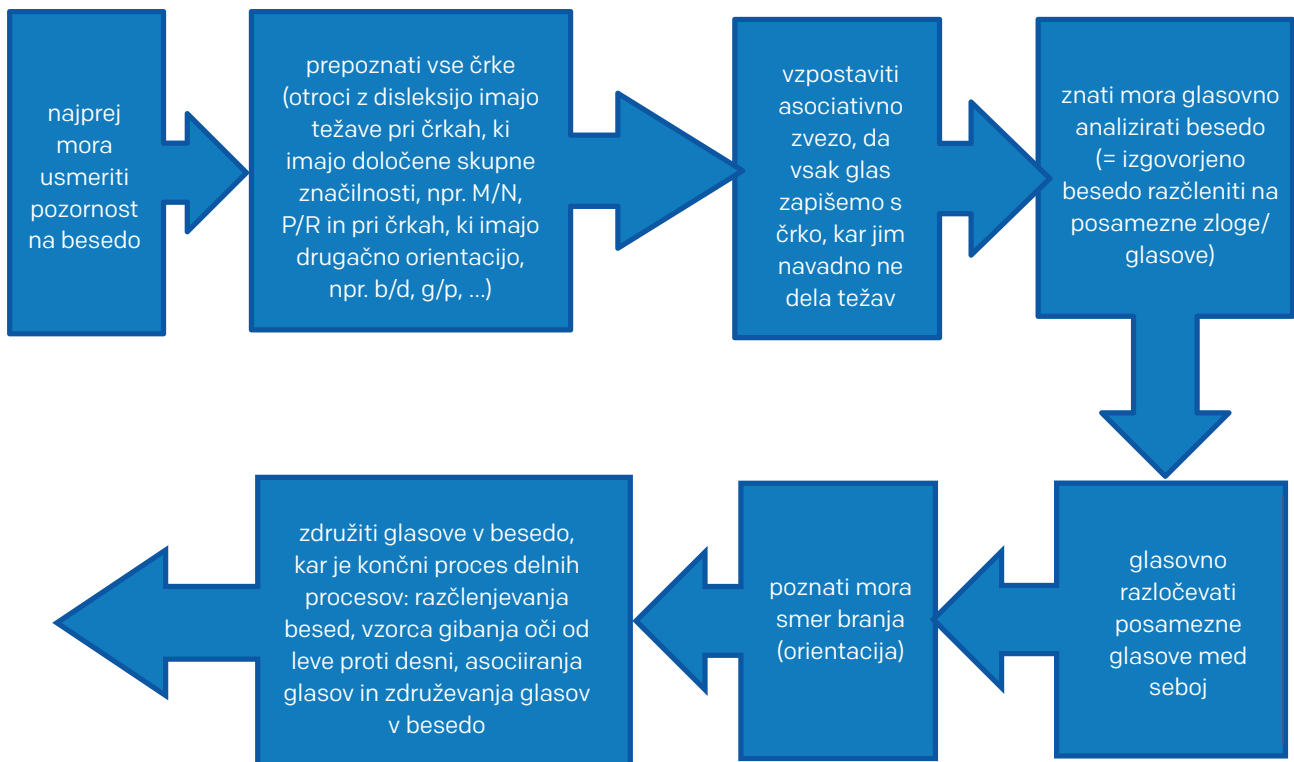 najprej
mora
usmeriti
pozornost
na besedo
prepoznati vse črke
(otroci z disleksijo imajo
težave pri črkah, ki
imajo določene skupne
značilnosti, npr. M/N,
P/R in pri črkah, ki imajo
drugačno orientacijo,
npr. b/d, g/p, ...)
vzpostaviti
asociativno
zvezo, da
vsak glas
zapišemo s
črko, kar jim
navadno ne
dela težav
znati mora glasovno
analizirati besedo
(= izgovorjeno
besedo razčleniti na
posamezne zloge/
glasove)
glasovno
razločevati
posamezne
glasove med
seboj
poznati mora
smer branja
(orientacija)
združiti glasove v besedo,
kar je končni proces delnih
procesov: razčlenjevanja
besed, vzorca gibanja oči od
leve proti desni, asociiranja
glasov in združevanja glasov
v besedo